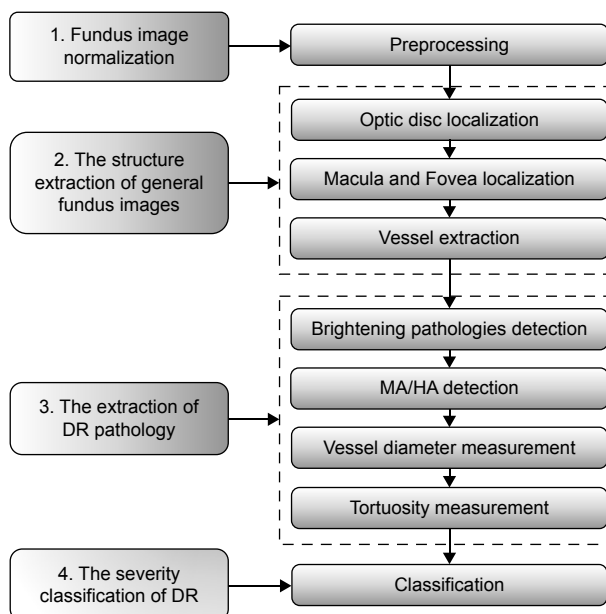 1. Fundus image
normalization
Preprocessing
2. The structure
extraction of general
fundus images
Optic disc localization
Macula and Fovea localization
Vessel extraction
3. The extraction of
DR pathology
Brightening pathologies detection
MA/HA detection
Vessel diameter measurement
Tortuosity measurement
4. The severity
classification of DR
Classification